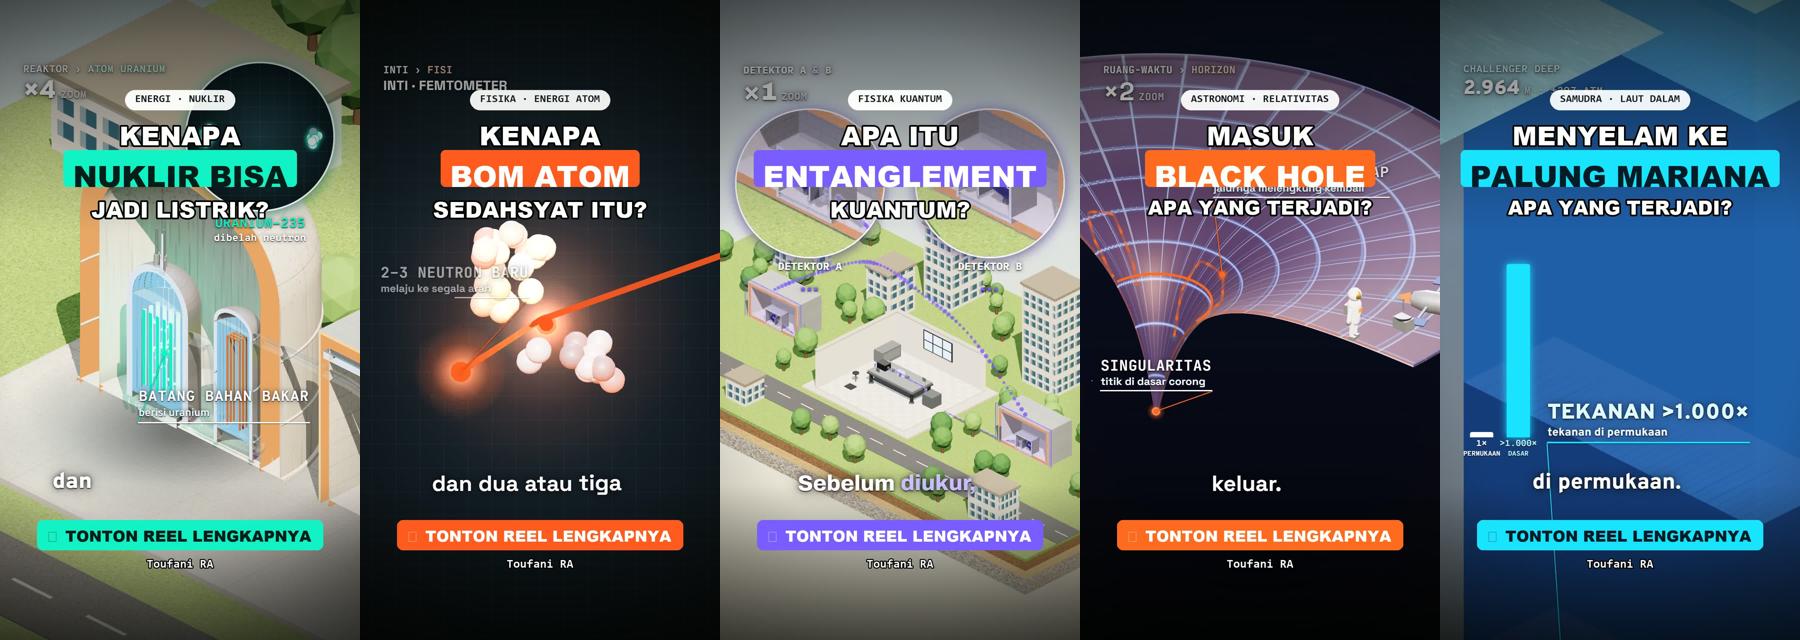 REAKTOR › ATOM URANIUM
×4 ZOOM
ENERGI · NUKLIR
KENAPA
NUKLIR BISA
JADI LISTRIK?
URANIUM-235
dibelah neutron
BATANG BAHAN BAKAR
berisi uranium
dan
TONTON REEL LENGKAPNYA
Toufani RA
INTI › FISI
INTI · FEMTOMETER
FISIKA · ENERGI ATOM
KENAPA
BOM ATOM
SEDAHSYAT ITU?
2–3 NEUTRON BARU
melaju ke segala arah
dan dua atau tiga
TONTON REEL LENGKAPNYA
Toufani RA
DETEKTOR A & B
×1 ZOOM
FISIKA KUANTUM
APA ITU
ENTANGLEMENT
KUANTUM?
DETEKTOR A
DETEKTOR B
Sebelum diukur,
TONTON REEL LENGKAPNYA
Toufani RA
RUANG-WAKTU › HORIZON
×2 ZOOM
ASTRONOMI · RELATIVITAS
MASUK
BLACK HOLE
jalurnya melengkung kembali
APA YANG TERJADI?
SINGULARITAS
titik di dasar corong
keluar.
TONTON REEL LENGKAPNYA
Toufani RA
CHALLENGER DEEP
2.964
SAMUDRA · LAUT DALAM
MENYELAM KE
PALUNG MARIANA
APA YANG TERJADI?
TEKANAN >1.000×
tekanan di permukaan
1× >1.000×
PERMUKAAN DASAR
di permukaan.
TONTON REEL LENGKAPNYA
Toufani RA